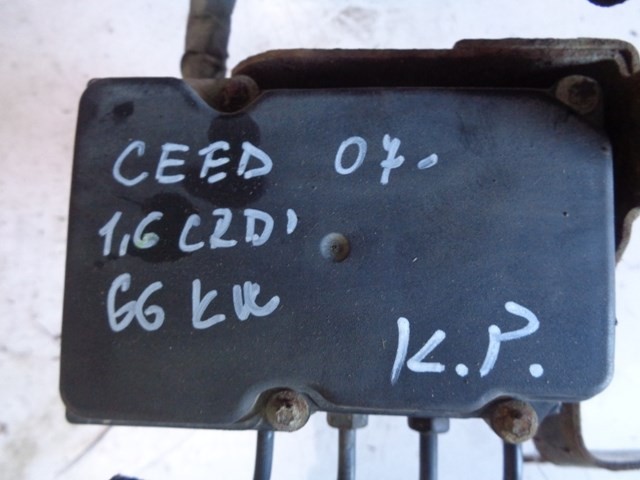 CEED 07.
1,6 CRDI
66 KW
K.P.